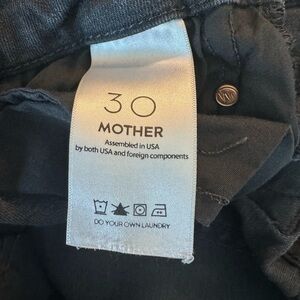 30
MOTHER
Assembled in USA
by both USA and foreign components
DO YOUR OWN LAUNDRY